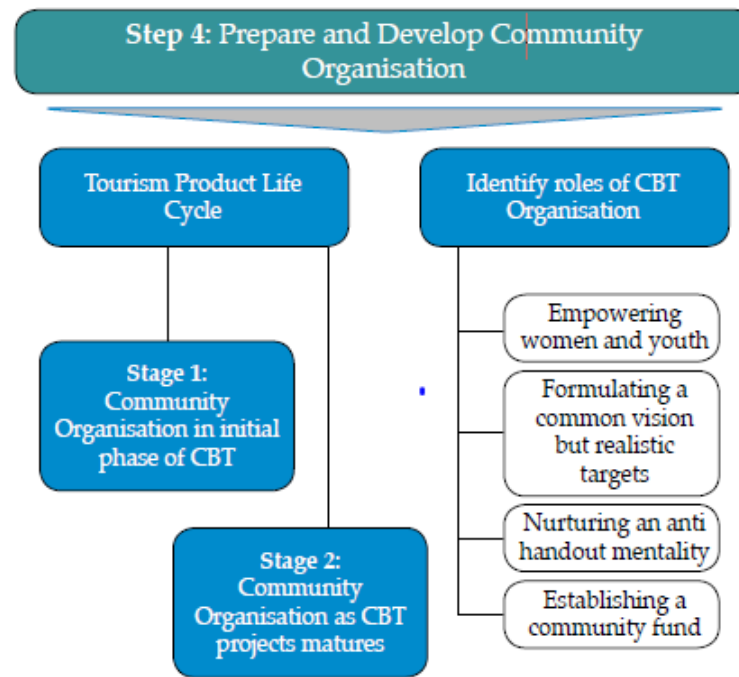 Step 4: Prepare and Develop Community
Organisation
Tourism Product Life
Cycle
Identify roles of CBT
Organisation
Stage 1:
Community
Organisation in initial
phase of CBT
Stage 2:
Community
Organisation as CBT
projects matures
Empowering
women and youth
Formulating a
common vision
but realistic
targets
Nurturing an anti
handout mentality
Establishing a
community fund